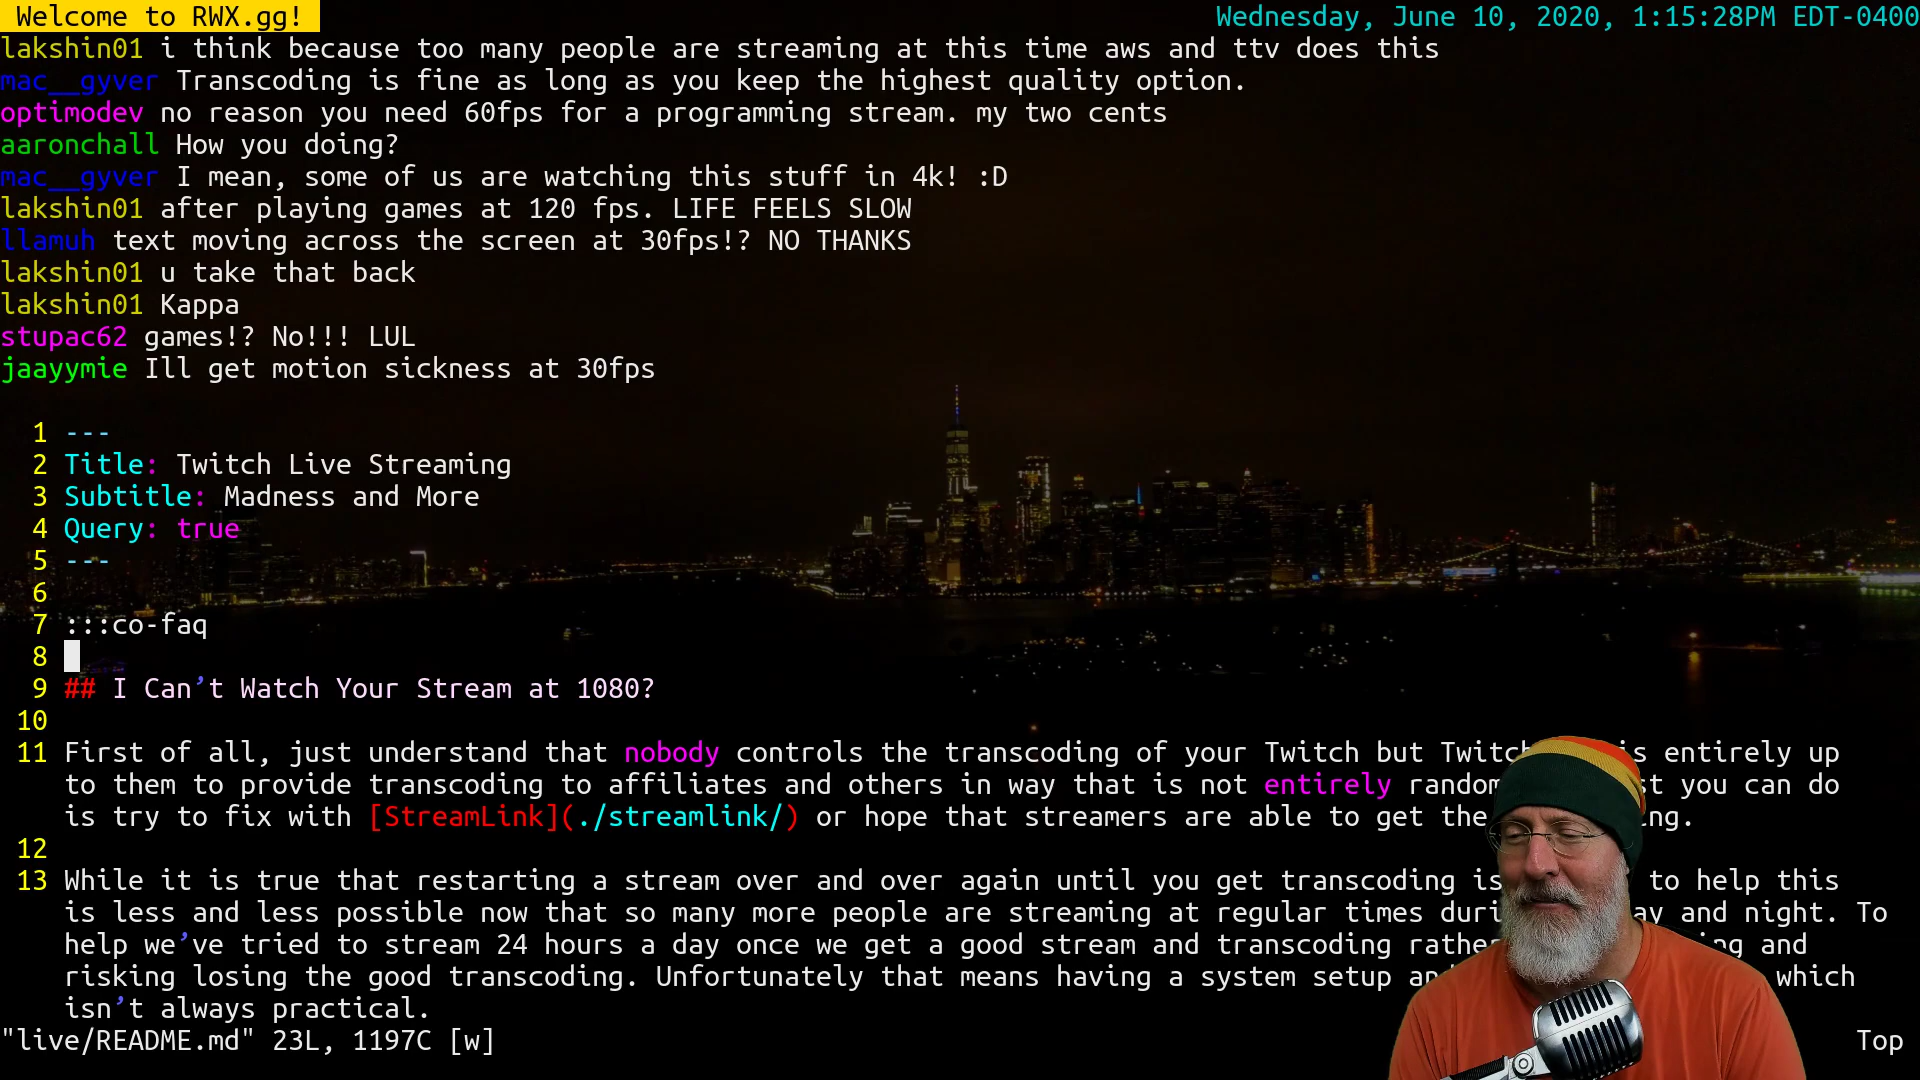 Welcome to RWX.gg!
Wednesday, June 10, 2020, 1:15:28PM EDT-0400
lakshin01 i think because too many people are streaming at this time aws and ttv does this
mac__gyver Transcoding is fine as long as you keep the highest quality option.
optimodev no reason you need 60fps for a programming stream. my two cents
aaronchall How you doing?
mac__gyver I mean, some of us are watching this stuff in 4k! :D
lakshin01 after playing games at 120 fps. LIFE FEELS SLOW
llamuh text moving across the screen at 30fps!? NO THANKS
lakshin01 u take that back
lakshin01 Kappa
stupac62 games!? No!!! LUL
jaayymie Ill get motion sickness at 30fps
1 ---
2 Title: Twitch Live Streaming
3 Subtitle: Madness and More
4 Query: true
5 ---
6
7 :::co-faq
8
9 ## I Can’t Watch Your Stream at 1080?
10
11 First of all, just understand that nobody controls the transcoding of your Twitch but Twitch is entirely up
to them to provide transcoding to affiliates and others in way that is not entirely random you can do
is try to fix with [StreamLink](./streamlink/) or hope that streamers are able to get the
12
13 While it is true that restarting a stream over and over again until you get transcoding is to help this
is less and less possible now that so many more people are streaming at regular times and night. To
help we’ve tried to stream 24 hours a day once we get a good stream and transcoding and
risking losing the good transcoding. Unfortunately that means having a system setup which
isn’t always practical.
"live/README.md" 23L, 1197C [w]
Top